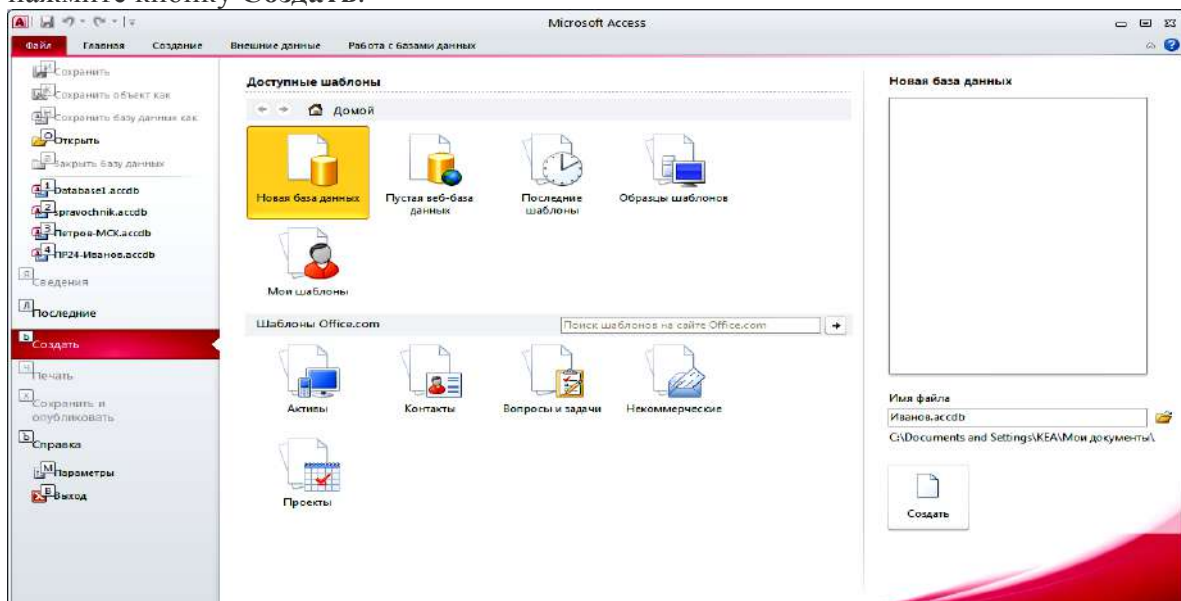 нажмите кнопку Создать.
Microsoft Access
Файл Главная Создание Внешние данные Работа с базами данных
Сохранить
Сохранить объект как
Сохранить базу данных как
Открыть
Закрыть базу данных
1 Database1.accdb
2 spravochnik.accdb
3 Петров-МСК.accdb
4 ПР24-Иванов.accdb
Сведения
Последние
Создать
Печать
Сохранить и
опубликовать
Справка
Параметры
Выход
Доступные шаблоны
Домой
Новая база данных
Пустая веб-база
данных
Последние
шаблоны
Образцы шаблонов
Мои шаблоны
Шаблоны Office.com
Поиск шаблонов на сайте Office.com
Активы
Контакты
Вопросы и задачи
Некоммерческие
Проекты
Новая база данных
Имя файла
Иванов.accdb
C:\Documents and Settings\KEA\Мои документы\
Создать